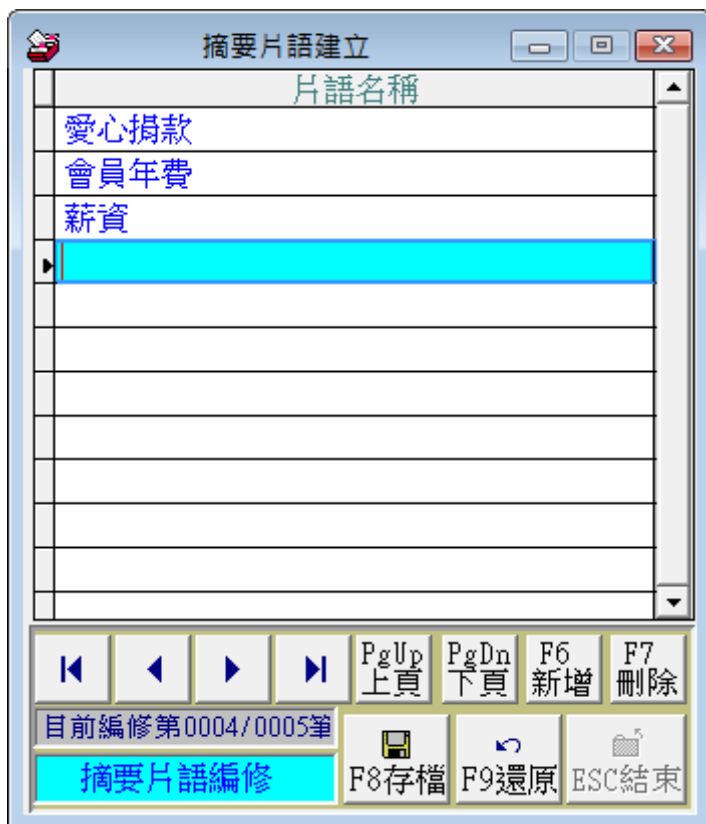 摘要片語建立
片語名稱
愛心捐款
會員年費
薪資
PgUp PgDn F6 F7
上頁 下頁 新增 刪除
目前編修第0004/0005筆
摘要片語編修 F8存檔 F9還原 ESC結束